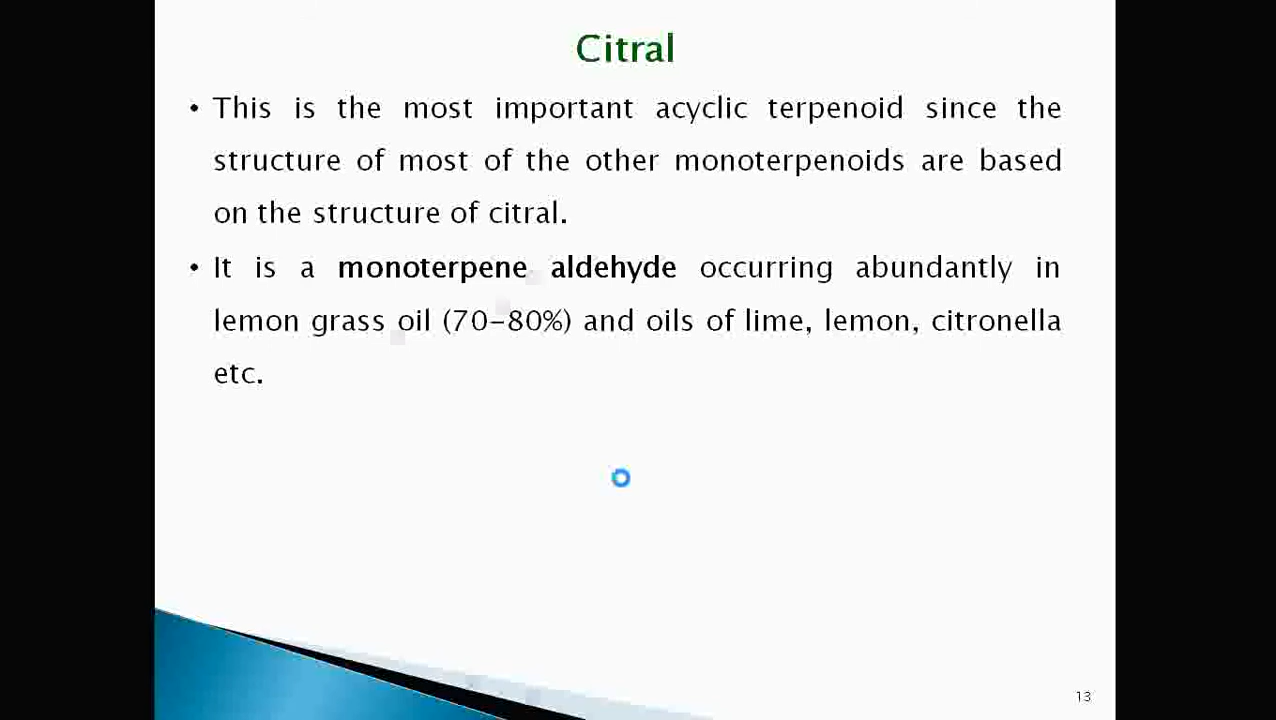 Citral
• This is the most important acyclic terpenoid since the
structure of most of the other monoterpenoids are based
on the structure of citral.
• It is a monoterpene aldehyde occurring abundantly in
lemon grass oil (70–80%) and oils of lime, lemon, citronella
etc.
13